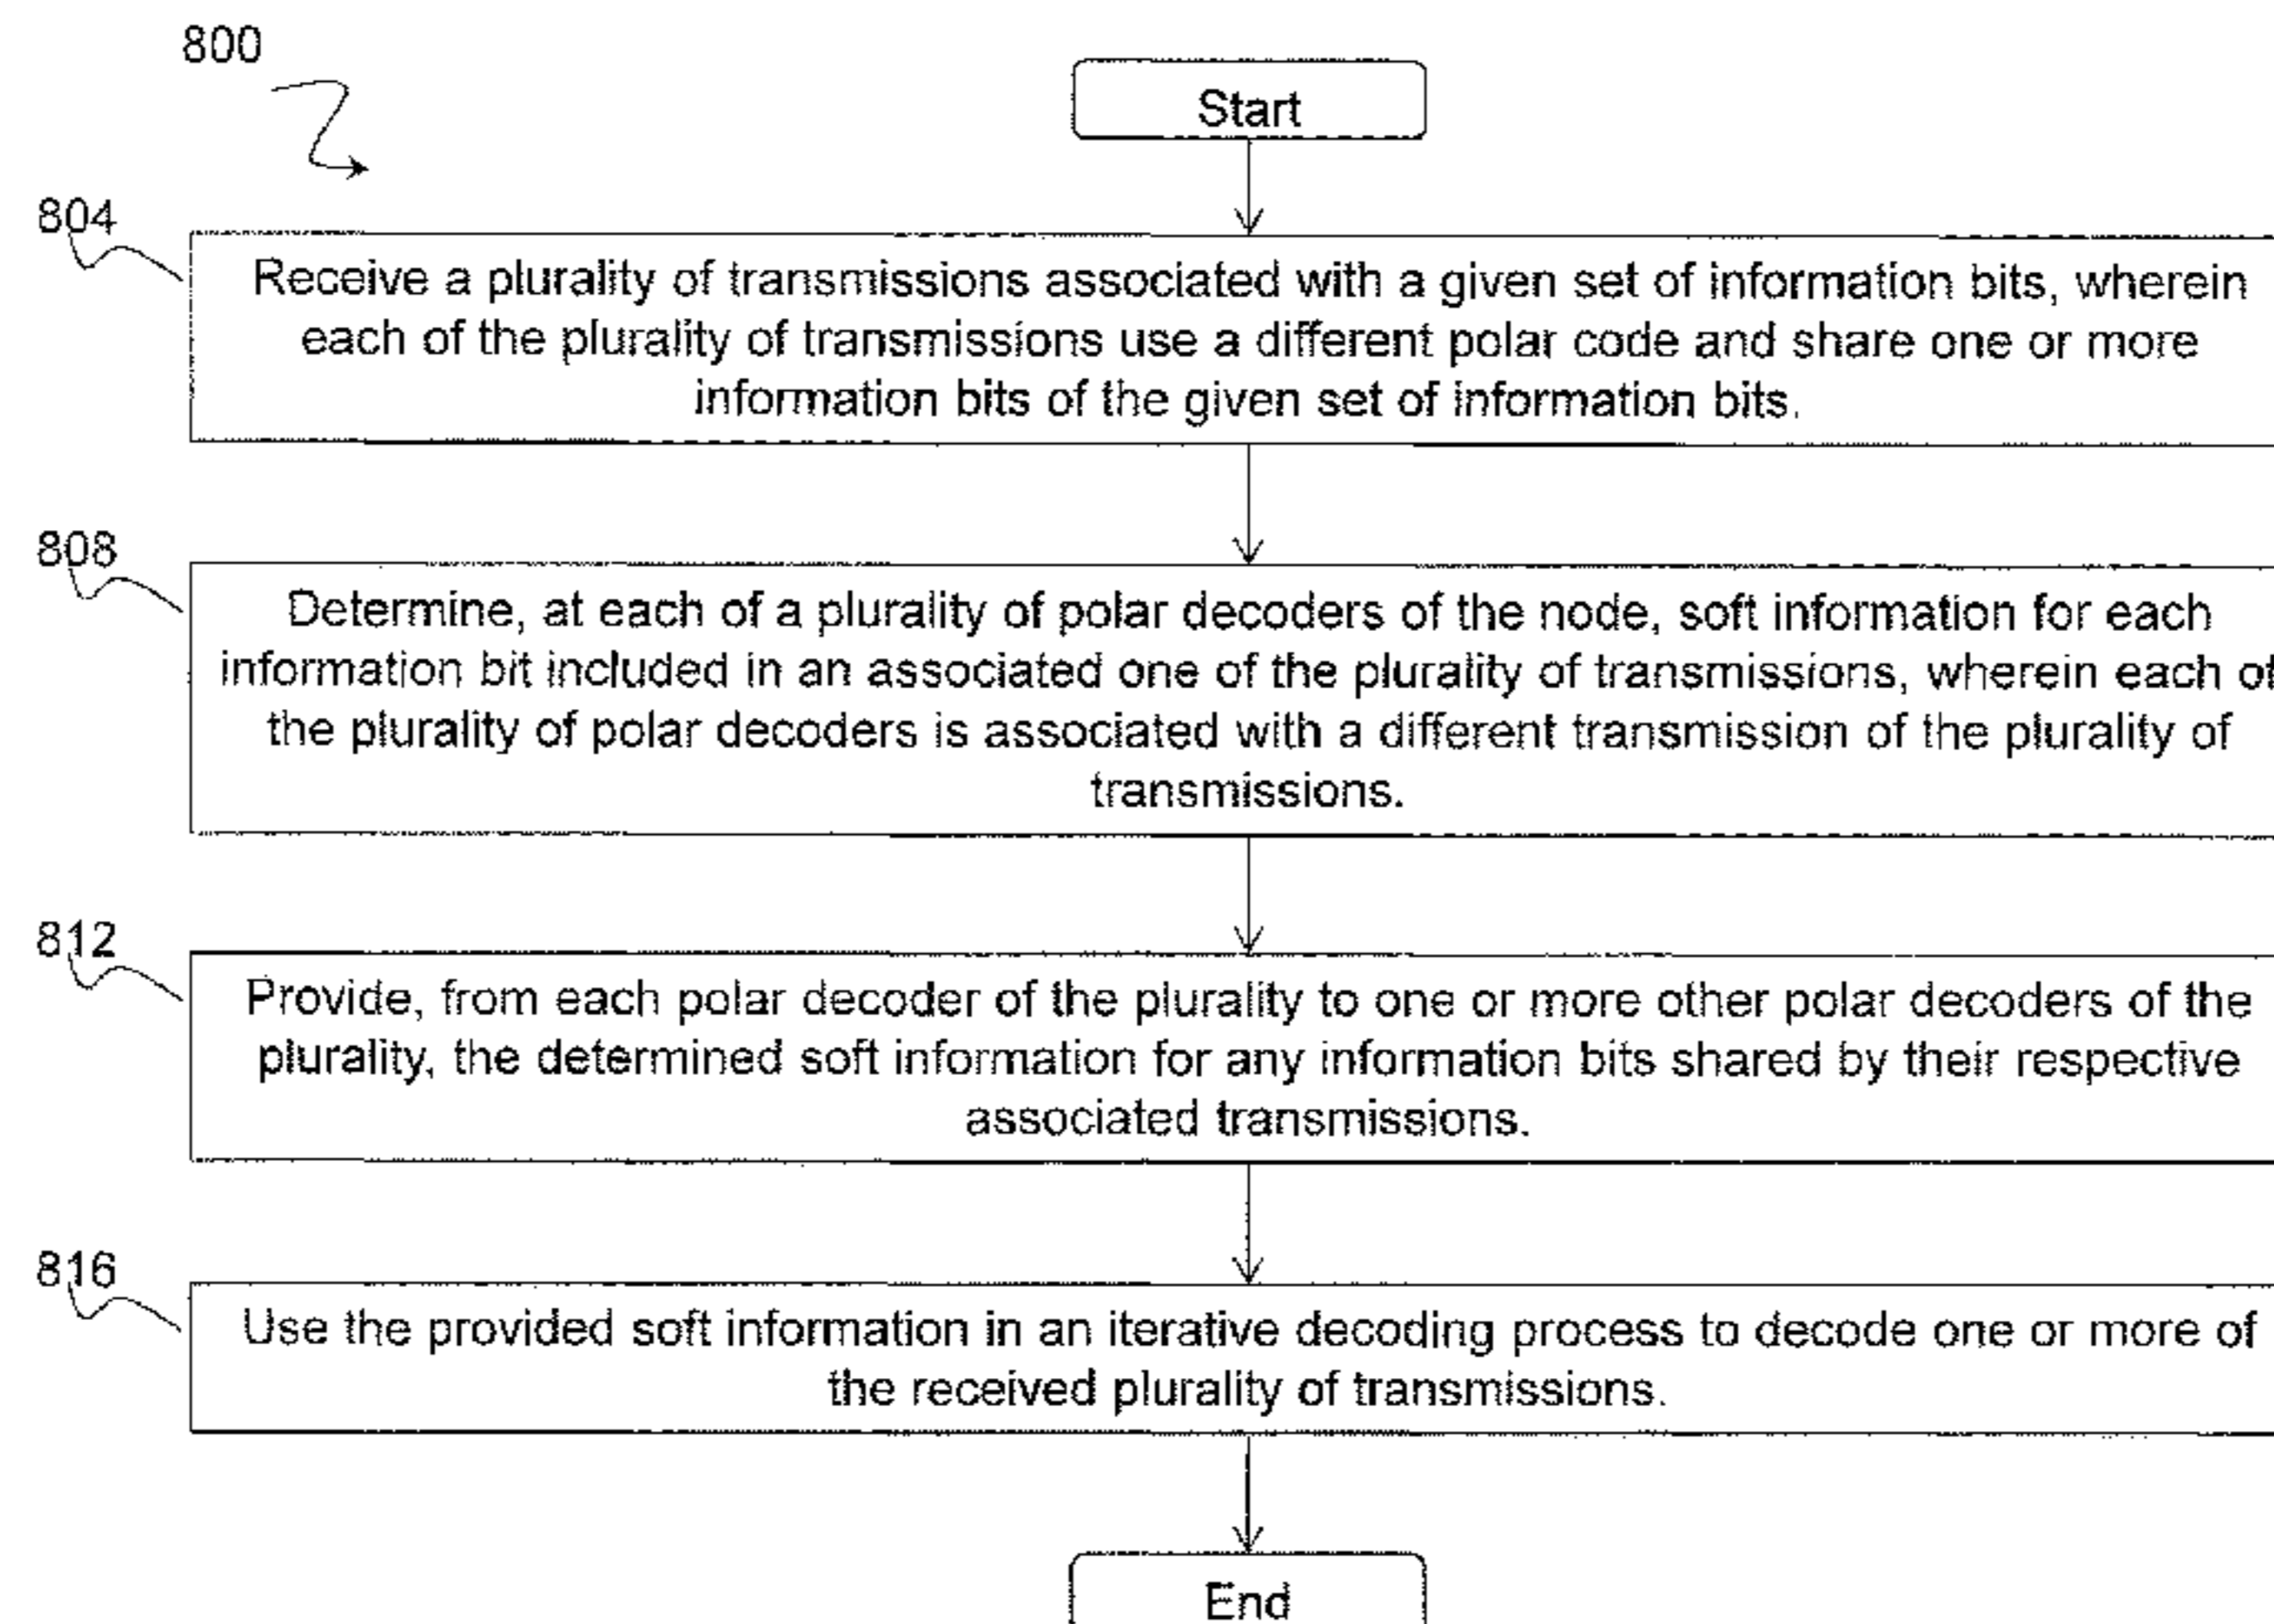 800
Start
804
Receive a plurality of transmissions associated with a given set of information bits, wherein
each of the plurality of transmissions use a different polar code and share one or more
information bits of the given set of information bits.
808
Determine, at each of a plurality of polar decoders of the node, soft information for each
information bit included in an associated one of the plurality of transmissions, wherein each of
the plurality of polar decoders is associated with a different transmission of the plurality of
transmissions.
812
Provide, from each polar decoder of the plurality to one or more other polar decoders of the
plurality, the determined soft information for any information bits shared by their respective
associated transmissions.
816
Use the provided soft information in an iterative decoding process to decode one or more of
the received plurality of transmissions.
End